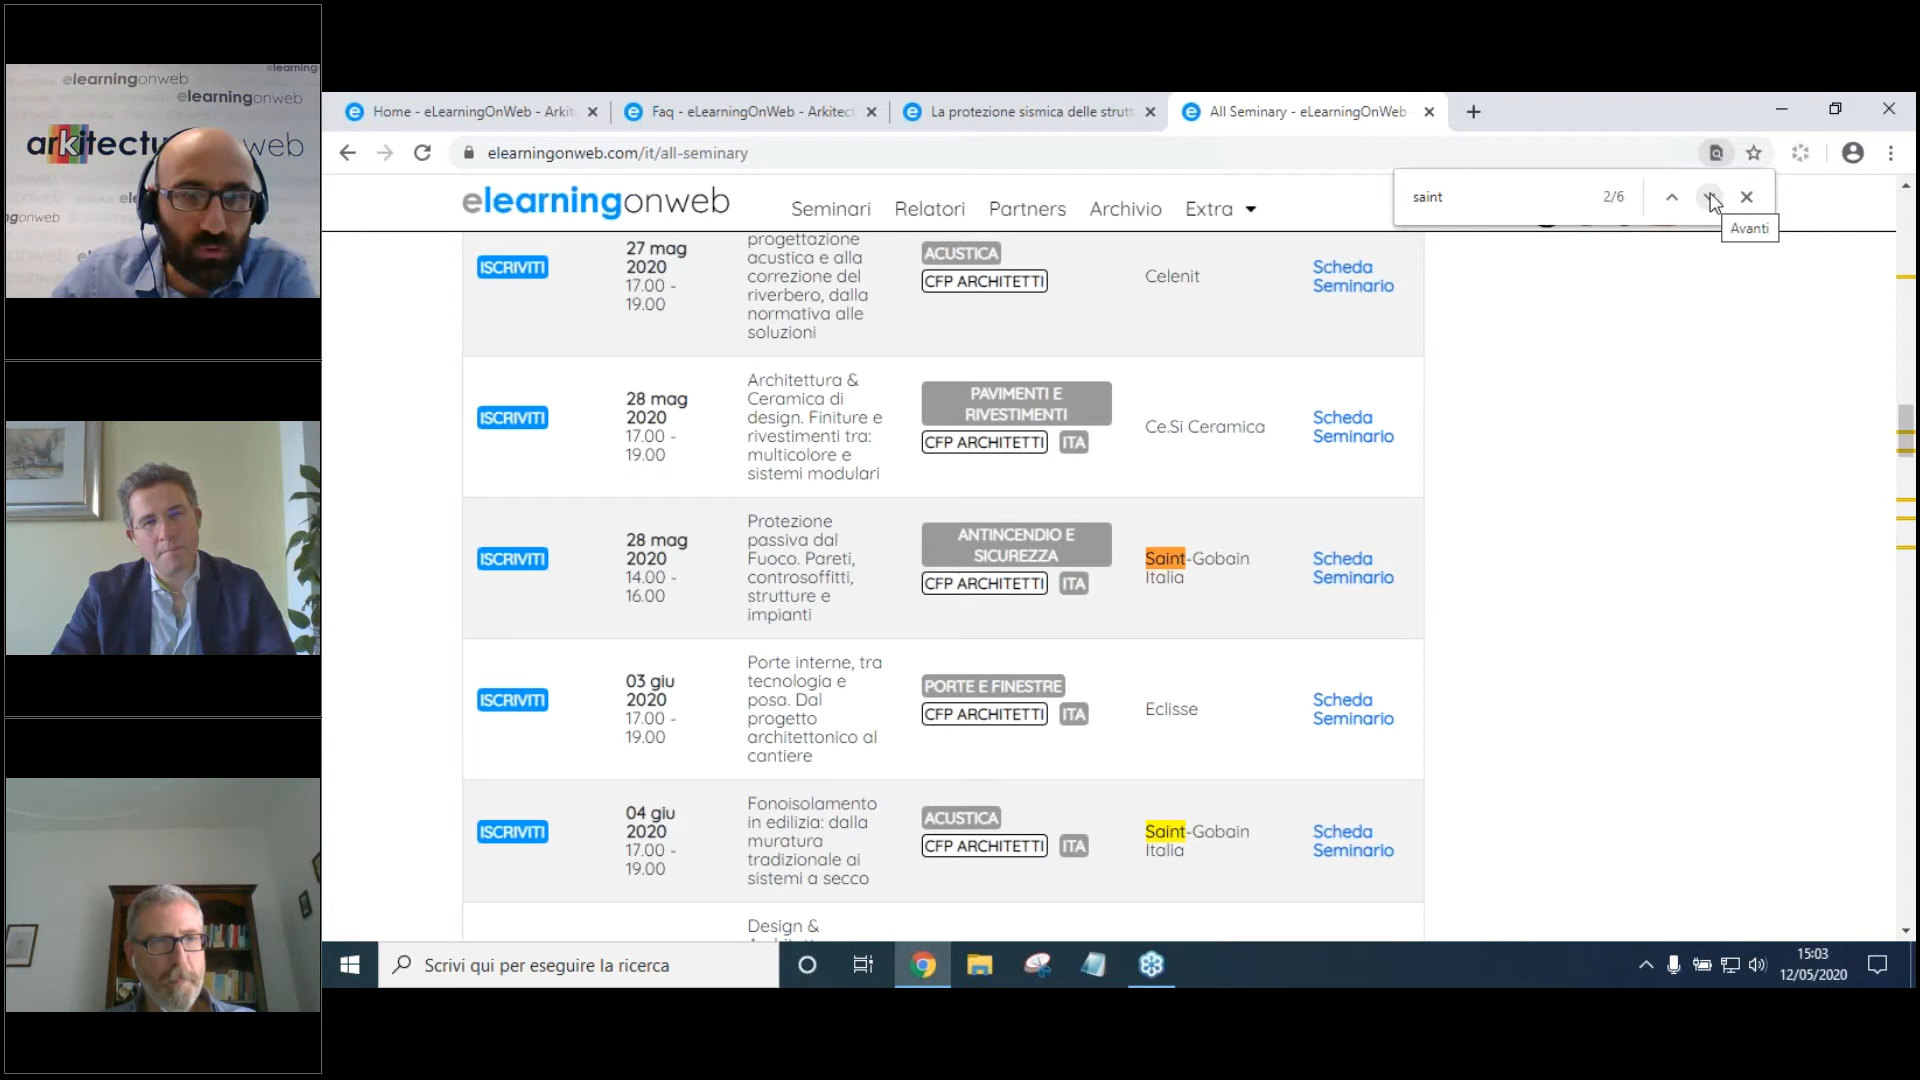 elearning
elearningonweb
elearningonweb
gonweb
Home - eLearningOnWeb - Arkit
Faq - eLearningOnWeb - Arkitect
La protezione sismica delle strutt
All Seminary - eLearningOnWeb -
elearningonweb.com/it/all-seminary
saint
2/6
Avanti
elearningonweb
Seminari
Relatori
Partners
Archivio
Extra
ISCRIVITI
27 mag
2020
17.00 -
19.00
progettazione
acustica e alla
correzione del
riverbero, dalla
normativa alle
soluzioni
ACUSTICA
CFP ARCHITETTI
Celenit
Scheda
Seminario
ISCRIVITI
28 mag
2020
17.00 -
19.00
Architettura &
Ceramica di
design. Finiture e
rivestimenti tra:
multicolore e
sistemi modulari
PAVIMENTI E
RIVESTIMENTI
CFP ARCHITETTI ITA
Ce.Si Ceramica
Scheda
Seminario
ISCRIVITI
28 mag
2020
14.00 -
16.00
Protezione
passiva dal
Fuoco. Pareti,
controsoffitti,
strutture e
impianti
ANTINCENDIO E
SICUREZZA
CFP ARCHITETTI ITA
Saint-Gobain
Italia
Scheda
Seminario
ISCRIVITI
03 giu
2020
17.00 -
19.00
Porte interne, tra
tecnologia e
posa. Dal
progetto
architettonico al
cantiere
PORTE E FINESTRE
CFP ARCHITETTI ITA
Eclisse
Scheda
Seminario
ISCRIVITI
04 giu
2020
17.00 -
19.00
Fonoisolamento
in edilizia: dalla
muratura
tradizionale ai
sistemi a secco
ACUSTICA
CFP ARCHITETTI ITA
Saint-Gobain
Italia
Scheda
Seminario
Design &
Scrivi qui per eseguire la ricerca
15:03
12/05/2020